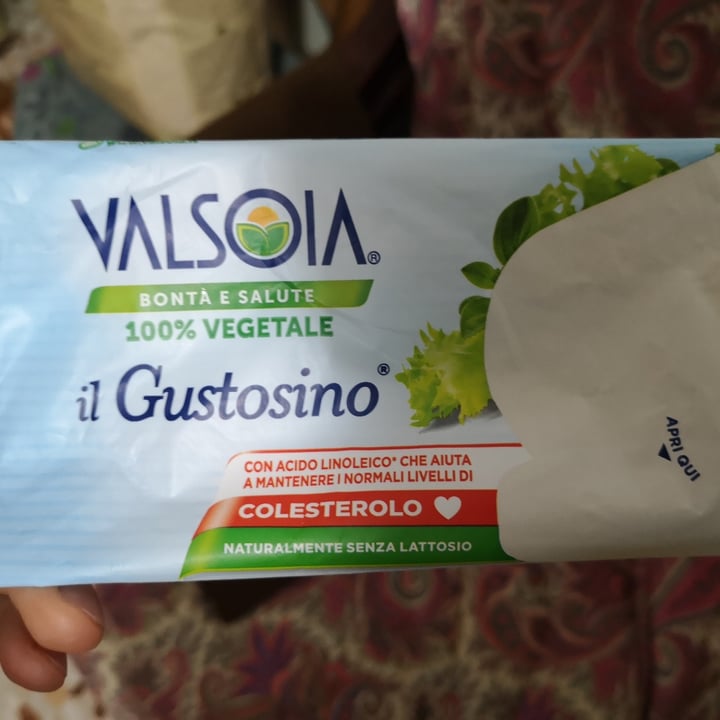 VALSOIA®
BONTÀ E SALUTE
100% VEGETALE
il Gustosino®
CON ACIDO LINOLEICO* CHE AIUTA
A MANTENERE I NORMALI LIVELLI DI
COLESTEROLO
NATURALMENTE SENZA LATTOSIO
APRI QUI